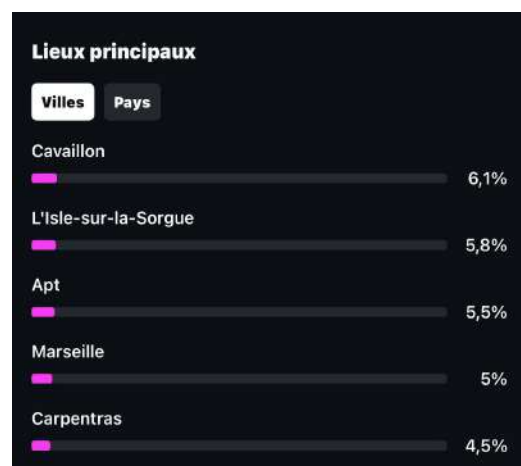 Lieux principaux
Villes Pays
Cavaillon
6,1%
L'Isle-sur-la-Sorgue
5,8%
Apt
5,5%
Marseille
5%
Carpentras
4,5%